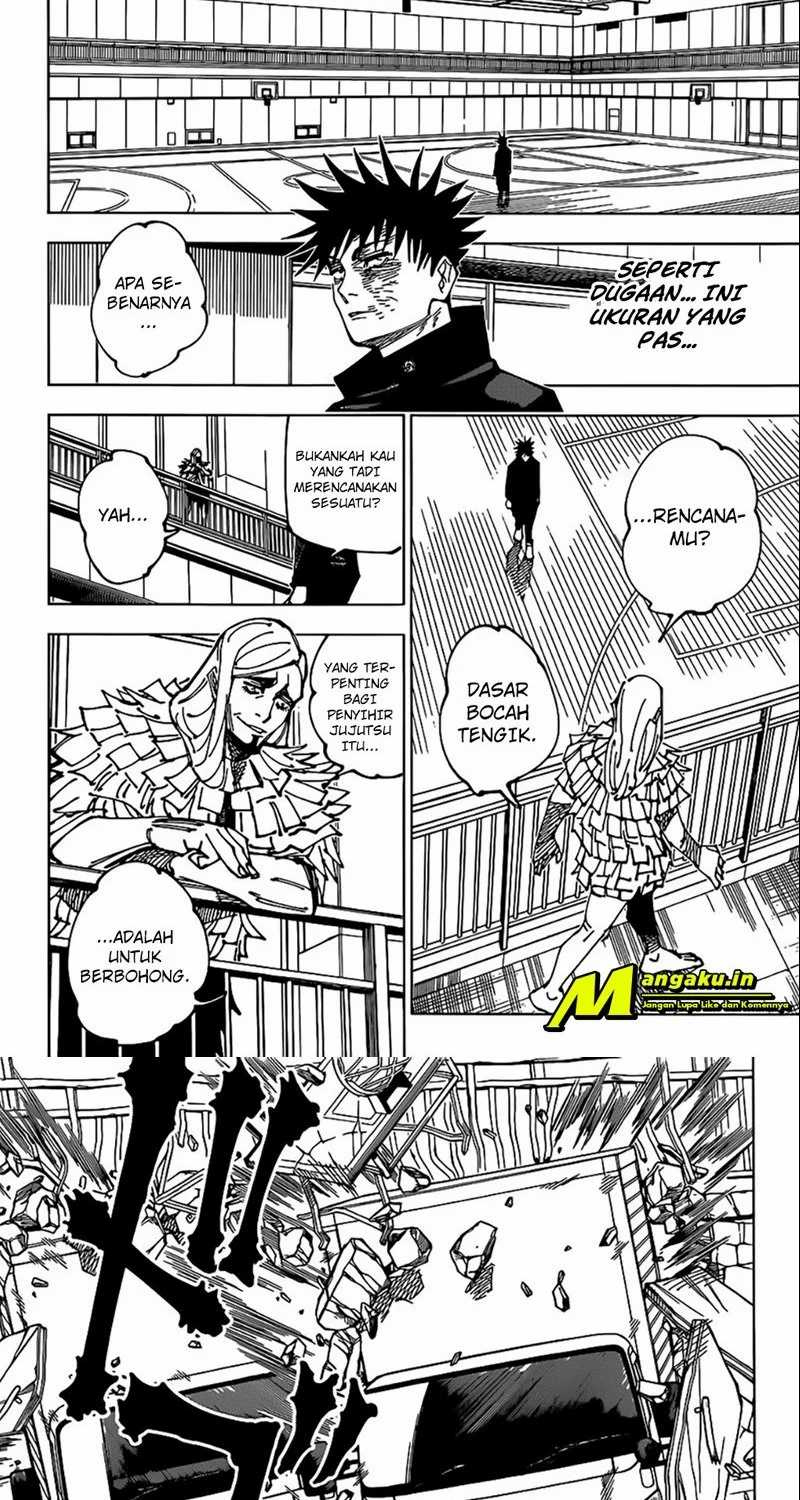 SEPERTI
DUGAAN... INI
UKURAN YANG
PAS...
APA SE-
BENARNYA
...
...RENCANA-
MU?
DASAR
BOCAH
TENGIK.
BUKANKAH KAU
YANG TADI
MERENCANAKAN
SESUATU?
YAH...
YANG TER-
PENTING
BAGI
PENYIHIR
JUJUTSU
ITU...
...ADALAH
UNTUK
BERBOHONG.
Mangaku.in
Jangan Lupa Like dan Komennya